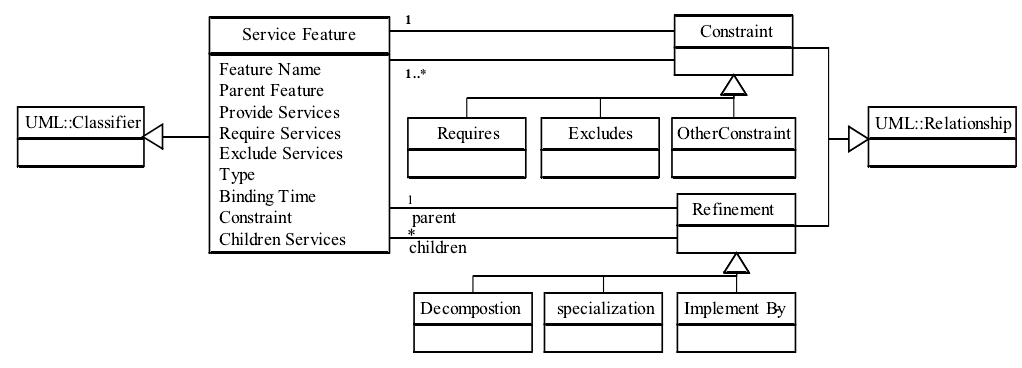 Service Feature
Feature Name
Parent Feature
Provide Services
Require Services
Exclude Services
Type
Binding Time
Constraint
Children Services
UML::Classifier
1
1..*
Constraint
Requires
Excludes
OtherConstraint
UML::Relationship
1
parent
*
children
Refinement
Decompostion
specialization
Implement By